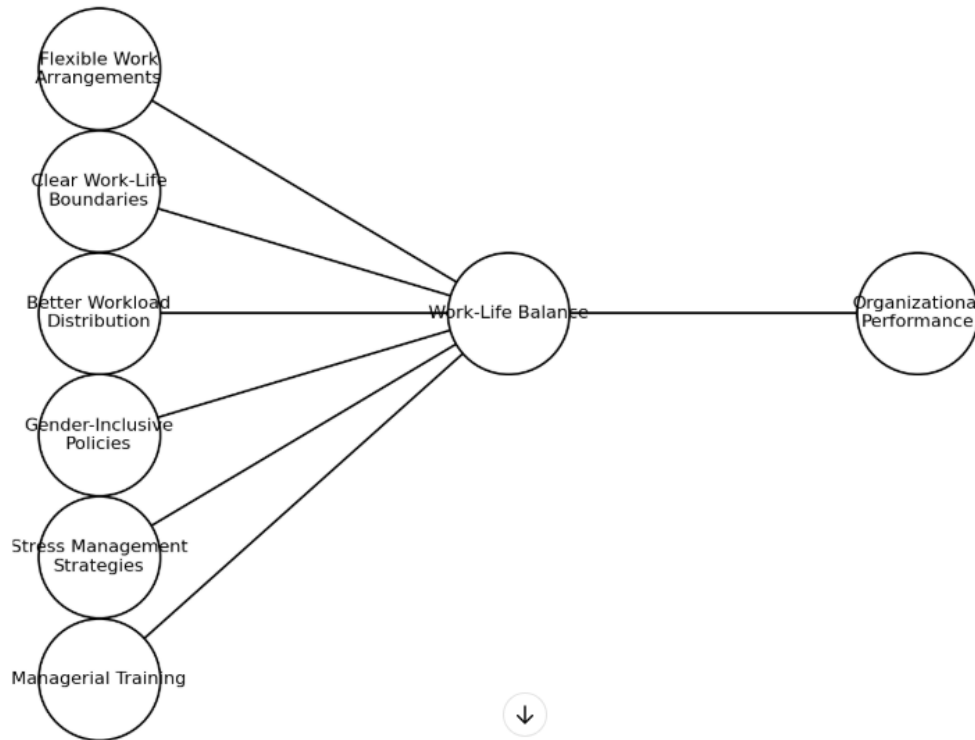 Flexible Work
Arrangements
Clear Work-Life
Boundaries
Better Workload
Distribution
Gender-Inclusive
Policies
Stress Management
Strategies
Managerial Training
Work-Life Balance
Organizational
Performance